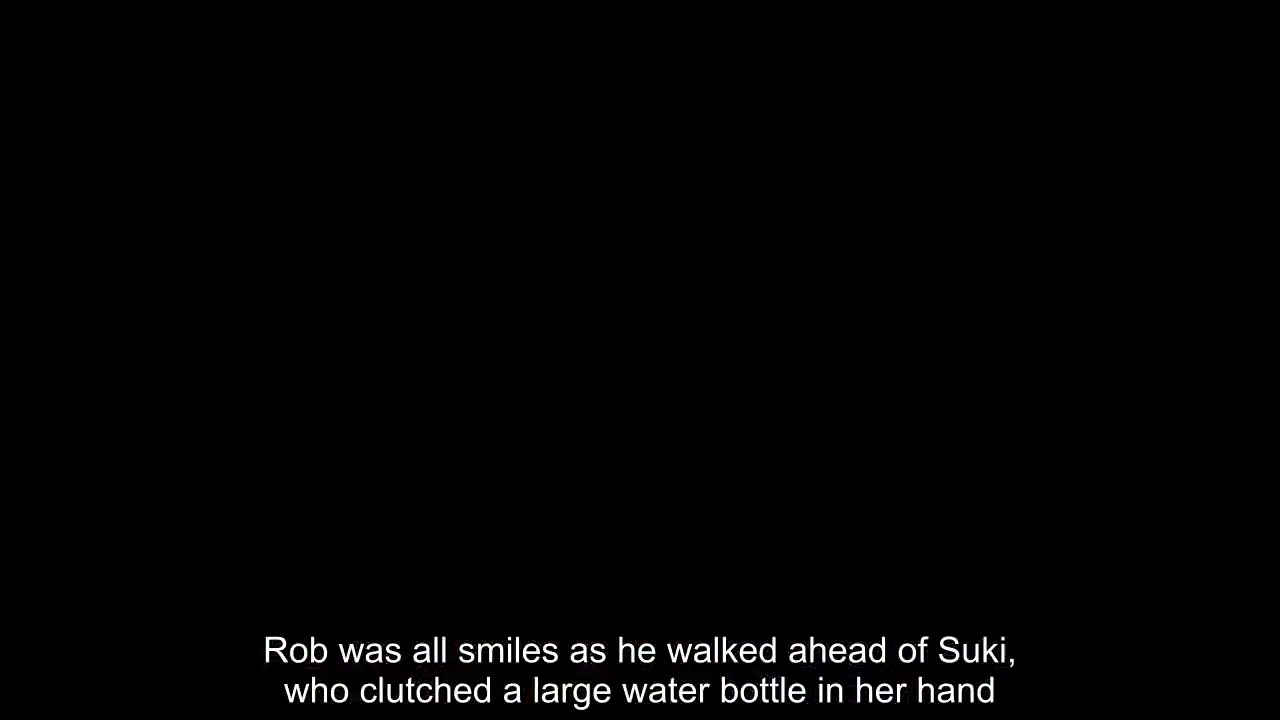 Rob was all smiles as he walked ahead of Suki,
who clutched a large water bottle in her hand